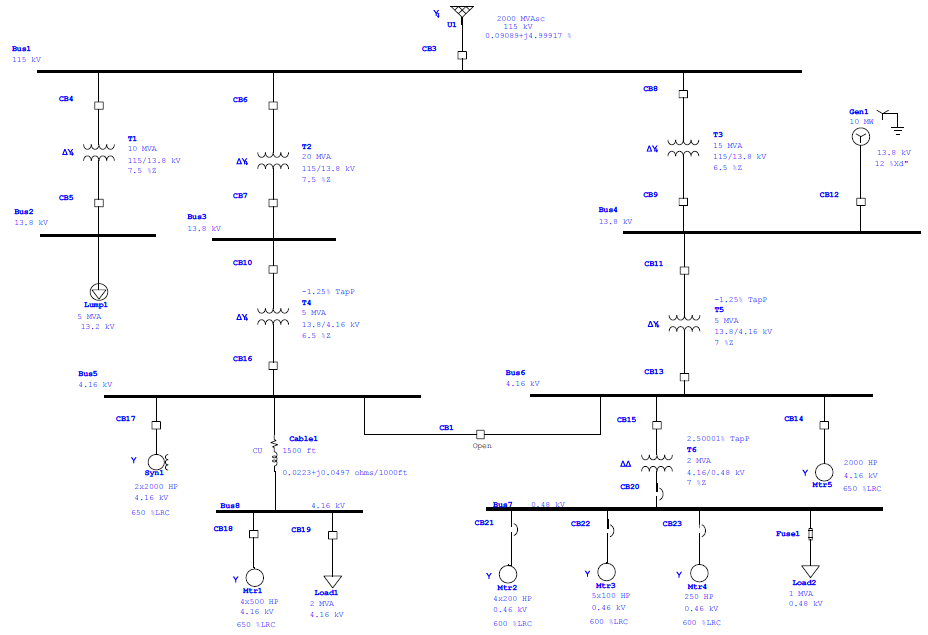 U1
2000 MVAsc
115 kV
0.09089+j4.99917 %
CB3
Bus1
115 kV
CB4
CB6
CB8
T1
10 MVA
115/13.8 kV
7.5 %Z
T2
20 MVA
115/13.8 kV
7.5 %Z
T3
15 MVA
115/13.8 kV
6.5 %Z
Gen1
10 MW
13.8 kV
12 %Xd"
CB5
CB7
CB9
CB12
Bus2
13.8 kV
Bus3
13.8 kV
Bus4
13.8 kV
CB10
CB11
Lump1
5 MVA
13.2 kV
-1.25% TapP
T4
5 MVA
13.8/4.16 kV
6.5 %Z
-1.25% TapP
T5
5 MVA
13.8/4.16 kV
7 %Z
CB16
CB13
Bus5
4.16 kV
Bus6
4.16 kV
CB17
CB1
Open
CB15
CB14
Cable1
CU 1500 ft
0.0223+j0.0497 ohms/1000ft
Y
Syn1
2x2000 HP
4.16 kV
650 %LRC
2.50001% TapP
T6
2 MVA
4.16/0.48 kV
7 %Z
ΔΔ
CB20
Y
Mtr5
2000 HP
4.16 kV
650 %LRC
Bus8 4.16 kV
Bus7 0.48 kV
CB18
CB19
CB21
CB22
CB23
Fuse1
Y
Mtr1
4x500 HP
4.16 kV
650 %LRC
Load1
2 MVA
4.16 kV
Y
Mtr2
4x200 HP
0.46 kV
600 %LRC
Y
Mtr3
5x100 HP
0.46 kV
600 %LRC
Y
Mtr4
250 HP
0.46 kV
600 %LRC
Load2
1 MVA
0.48 kV